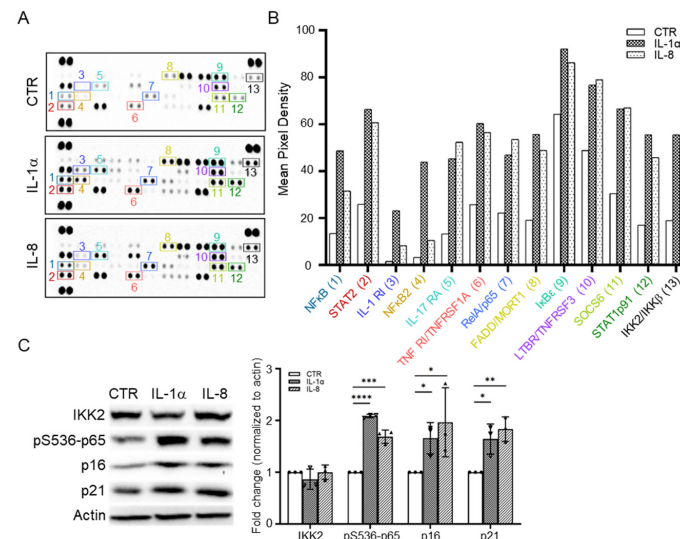 A
CTR
1
2
3
4
5
6
7
8
9
10
11
12
13
IL-1α
1
2
3
4
5
6
7
8
9
10
11
12
13
IL-8
1
2
3
4
5
6
7
8
9
10
11
12
13
B
Mean Pixel Density
100
80
60
40
20
0
CTR
IL-1α
IL-8
NFκB (1)
STAT2 (2)
IL-1 RI (3)
NFκB2 (4)
IL-17 RA (5)
TNF RI/TNFRSF1A (6)
RelA/p65 (7)
FADD/MORT1 (8)
IκBε (9)
LTBR/TNFRSF3 (10)
SOCS6 (11)
STAT1p91 (12)
IKK2/IKKβ (13)
C
CTR IL-1α IL-8
IKK2
pS536-p65
p16
p21
Actin
Fold change (normalized to actin)
4
3
2
1
0
CTR
IL-1α
IL-8
***
****
*
*
**
*
IKK2 pS536-p65 p16 p21